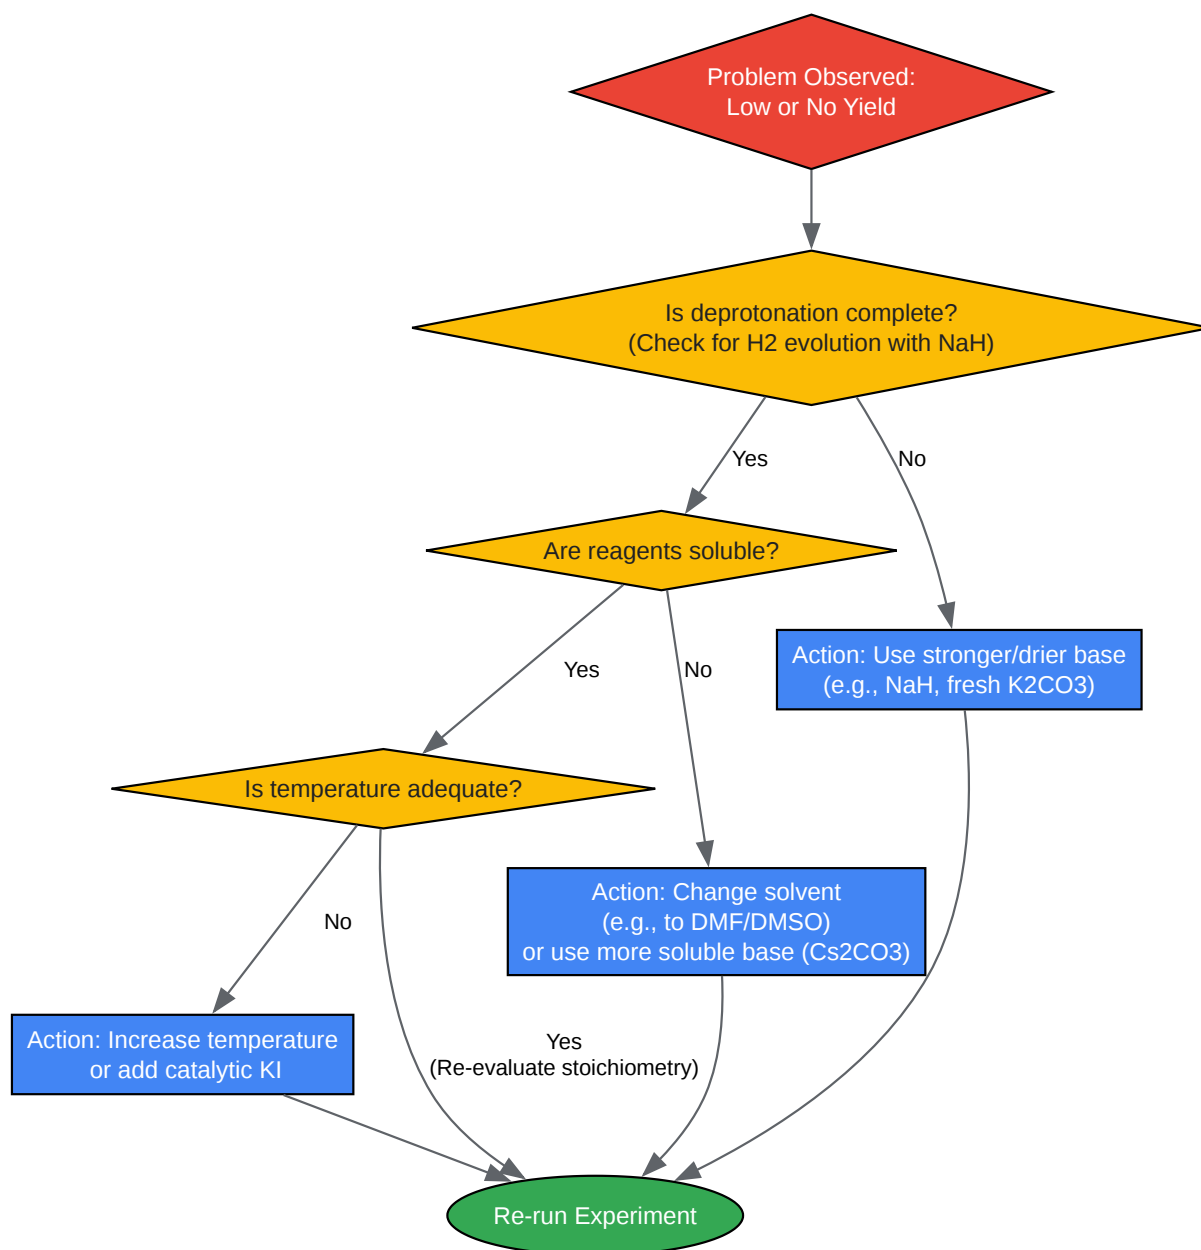 Problem Observed:
Low or No Yield
Is deprotonation complete?
(Check for H2 evolution with NaH)
Yes
No
Are reagents soluble?
Action: Use stronger/drier base
(e.g., NaH, fresh K2CO3)
Yes
No
Is temperature adequate?
Action: Change solvent
(e.g., to DMF/DMSO)
or use more soluble base (Cs2CO3)
No
Action: Increase temperature
or add catalytic KI
Yes
(Re-evaluate stoichiometry)
Re-run Experiment